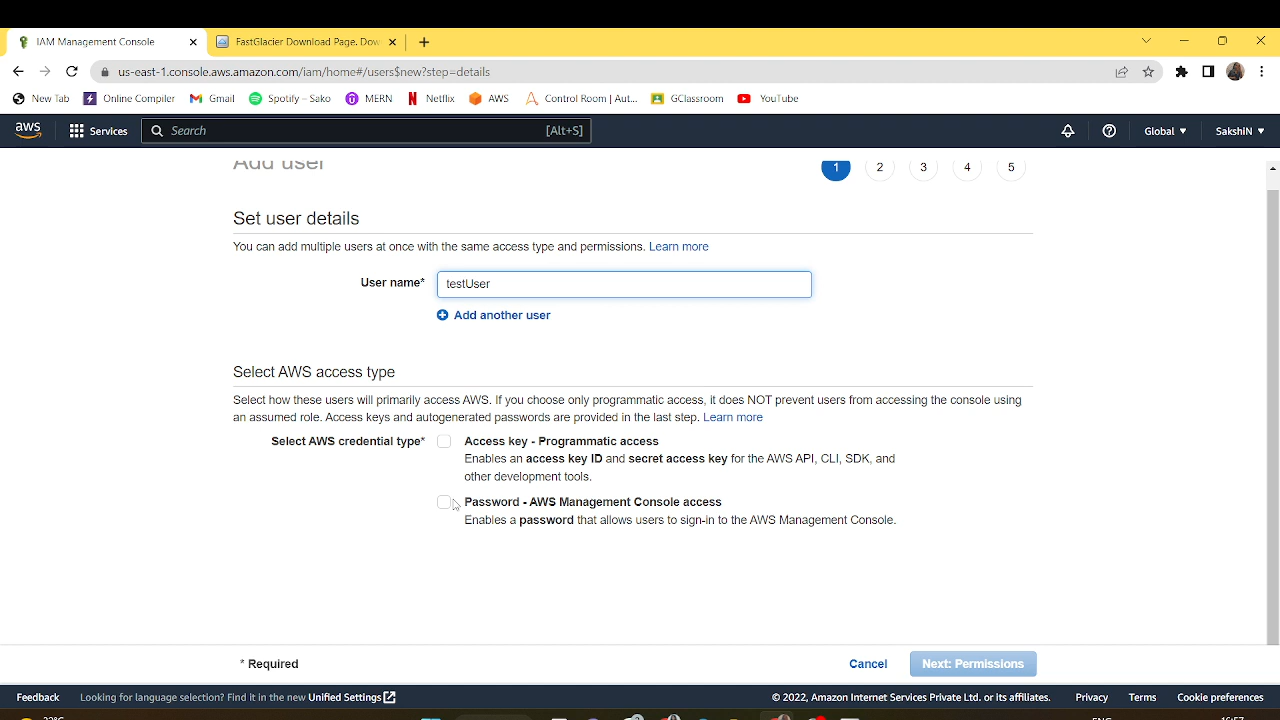 IAM Management Console
FastGlacier Download Page. Dow
us-east-1.console.aws.amazon.com/iam/home#/users$new?step=details
New Tab
Online Compiler
Gmail
Spotify – Sako
MERN
Netflix
AWS
Control Room | Aut...
GClassroom
YouTube
aws
Services
Search
[Alt+S]
Global
SakshiN
Add user
1 2 3 4 5
Set user details
You can add multiple users at once with the same access type and permissions. Learn more
User name*
testUser
Add another user
Select AWS access type
Select how these users will primarily access AWS. If you choose only programmatic access, it does NOT prevent users from accessing the console using
an assumed role. Access keys and autogenerated passwords are provided in the last step. Learn more
Select AWS credential type*
Access key - Programmatic access
Enables an access key ID and secret access key for the AWS API, CLI, SDK, and
other development tools.
Password - AWS Management Console access
Enables a password that allows users to sign-in to the AWS Management Console.
* Required
Cancel
Next: Permissions
Feedback
Looking for language selection? Find it in the new Unified Settings
© 2022, Amazon Internet Services Private Ltd. or its affiliates.
Privacy
Terms
Cookie preferences